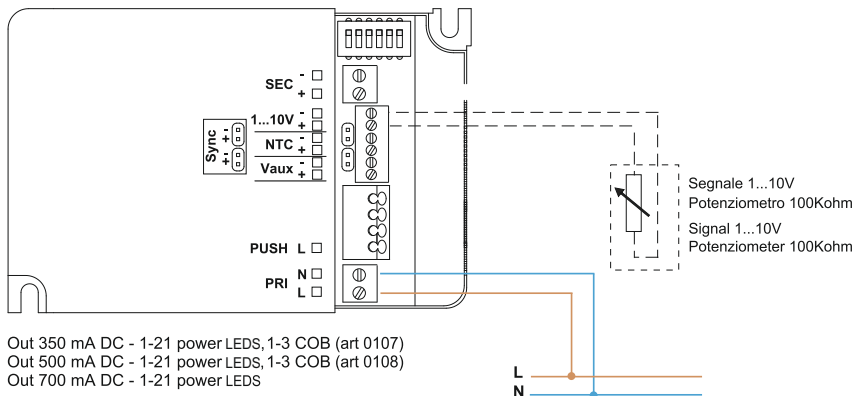 SEC - +
1...10V - +
NTC - +
Vaux - +
Sync + - + -
PUSH L
PRI N L
Segnale 1...10V
Potenziometro 100Kohm
Signal 1...10V
Potenziometer 100Kohm
Out 350 mA DC - 1-21 power LEDS, 1-3 COB (art 0107)
Out 500 mA DC - 1-21 power LEDS, 1-3 COB (art 0108)
Out 700 mA DC - 1-21 power LEDS
L
N